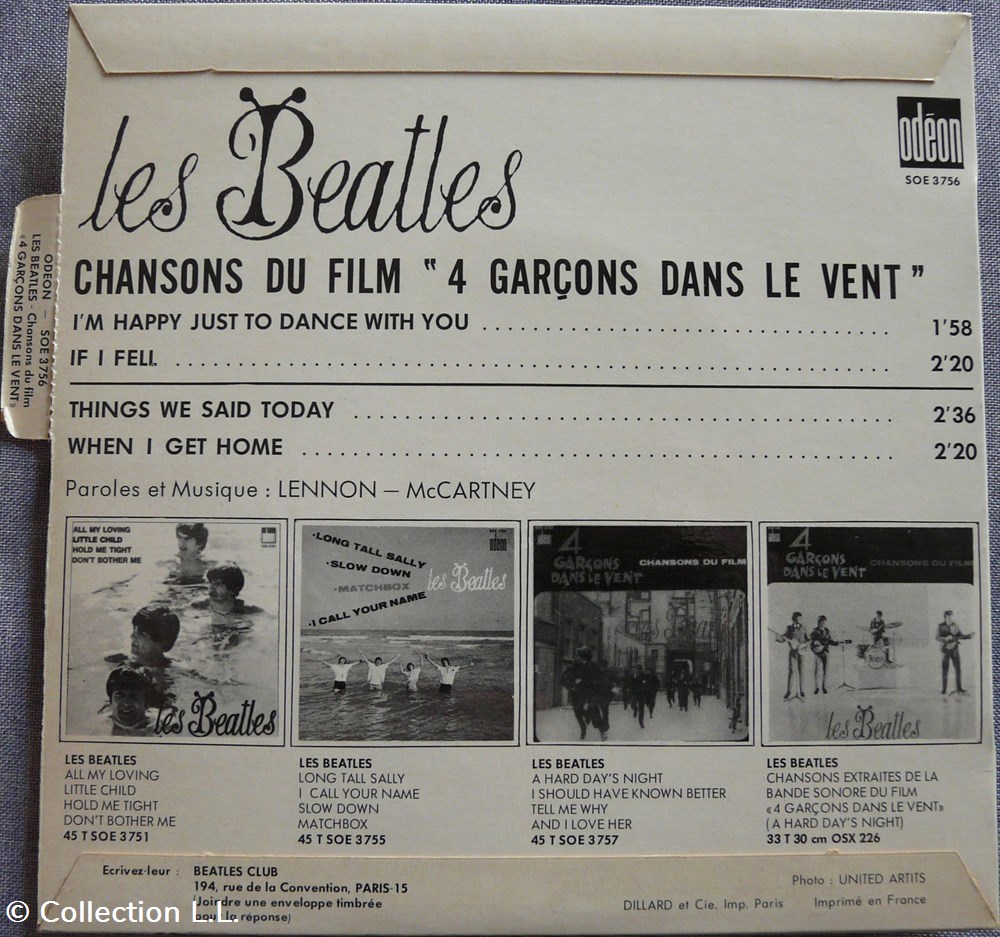 les Beatles
odéon
SOE 3756
ODEON — SOE 3756
LES BEATLES - Chansons du film
«4 GARÇONS DANS LE VENT»
CHANSONS DU FILM “ 4 GARÇONS DANS LE VENT ”
I'M HAPPY JUST TO DANCE WITH YOU 1'58
IF I FELL 2'20
THINGS WE SAID TODAY 2'36
WHEN I GET HOME 2'20
Paroles et Musique : LENNON — McCARTNEY
ALL MY LOVING
LITTLE CHILD
HOLD ME TIGHT
DON'T BOTHER ME
les Beatles
·LONG TALL SALLY
·SLOW DOWN
·MATCHBOX
·I CALL YOUR NAME
odéon
les Beatles
4
GARÇONS
DANS LE VENT
CHANSONS DU FILM
les Beatles
4
GARÇONS
DANS LE VENT
CHANSONS DU FILM
BEATLES
les Beatles
LES BEATLES
ALL MY LOVING
LITTLE CHILD
HOLD ME TIGHT
DON'T BOTHER ME
45 T SOE 3751
LES BEATLES
LONG TALL SALLY
I CALL YOUR NAME
SLOW DOWN
MATCHBOX
45 T SOE 3755
LES BEATLES
A HARD DAY'S NIGHT
I SHOULD HAVE KNOWN BETTER
TELL ME WHY
AND I LOVE HER
45 T SOE 3757
LES BEATLES
CHANSONS EXTRAITES DE LA
BANDE SONORE DU FILM
«4 GARÇONS DANS LE VENT»
(A HARD DAY'S NIGHT)
33 T 30 cm OSX 226
Ecrivez-leur : BEATLES CLUB
194, rue de la Convention, PARIS-15
(Joindre une enveloppe timbrée
pour la réponse)
Photo : UNITED ARTITS
DILLARD et Cie. Imp. Paris Imprimé en France
© Collection L.L.